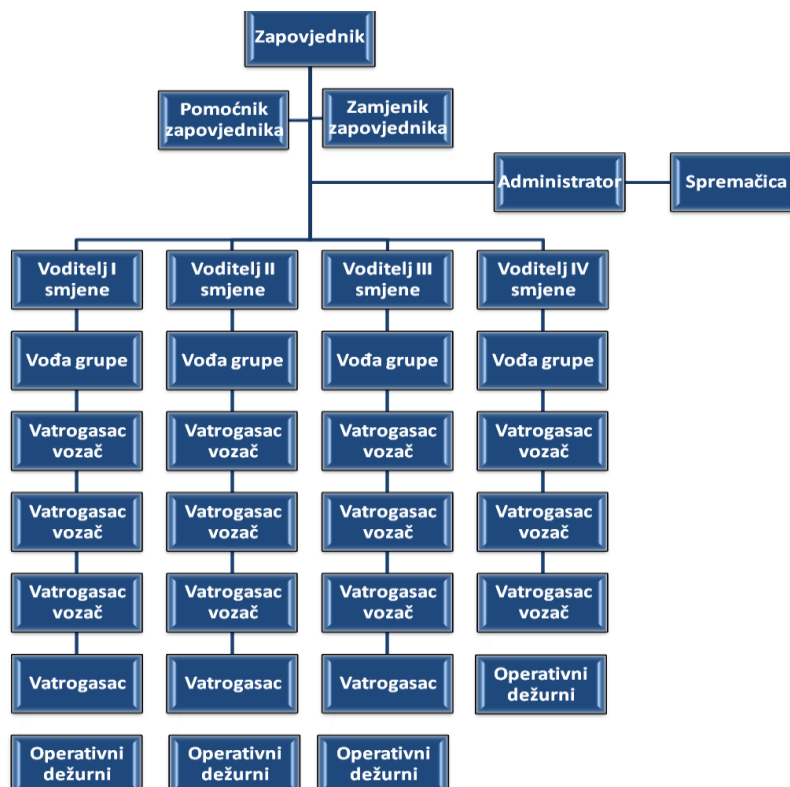 Zapovjednik
Pomoćnik
zapovjednika
Zamjenik
zapovjednika
Administrator
Spremačica
Voditelj I
smjene
Voditelj II
smjene
Voditelj III
smjene
Voditelj IV
smjene
Vođa grupe
Vođa grupe
Vođa grupe
Vođa grupe
Vatrogasac
vozač
Vatrogasac
vozač
Vatrogasac
vozač
Vatrogasac
vozač
Vatrogasac
vozač
Vatrogasac
vozač
Vatrogasac
vozač
Vatrogasac
vozač
Vatrogasac
vozač
Vatrogasac
vozač
Vatrogasac
vozač
Vatrogasac
vozač
Vatrogasac
Vatrogasac
Vatrogasac
Operativni
dežurni
Operativni
dežurni
Operativni
dežurni
Operativni
dežurni